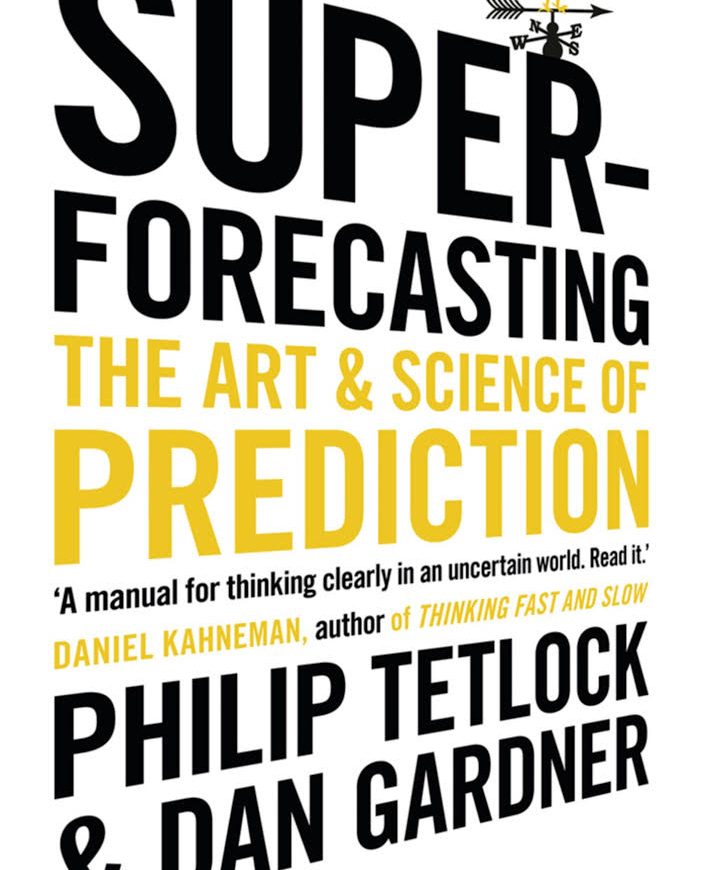 N
E
W
S
SUPER-
FORECASTING
THE ART & SCIENCE OF
PREDICTION
‘A manual for thinking clearly in an uncertain world. Read it.’
DANIEL KAHNEMAN, author of THINKING FAST AND SLOW
PHILIP TETLOCK
& DAN GARDNER